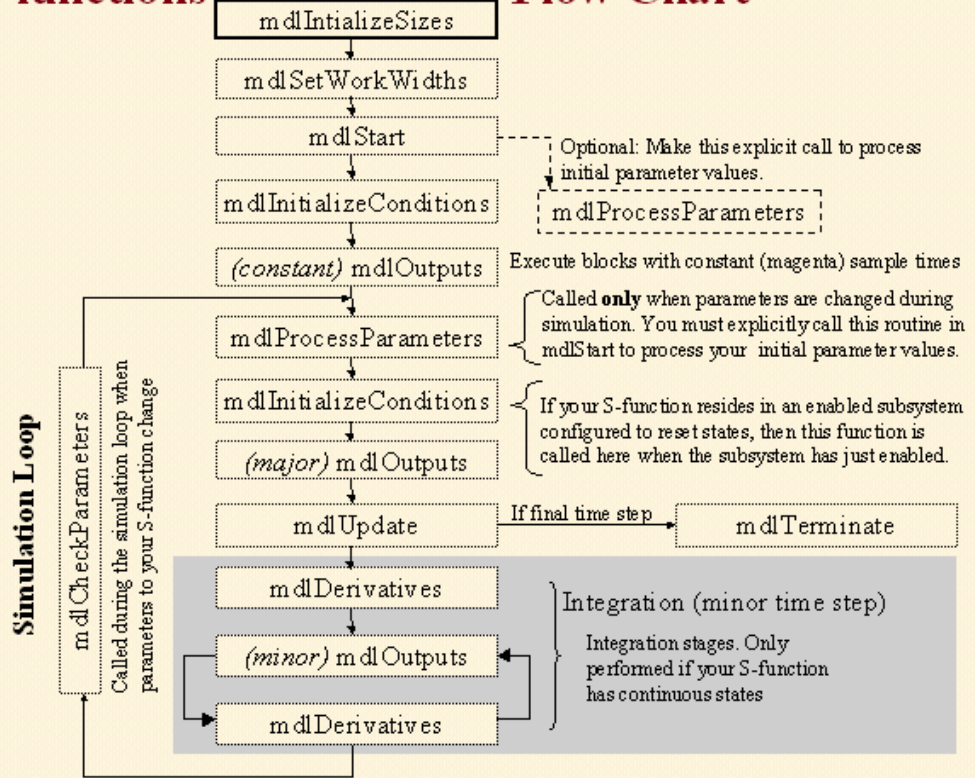 functions Flow Chart
mdlIntializeSizes
mdlSetWorkWidths
mdlStart
Optional: Make this explicit call to process
initial parameter values.
mdlProcessParameters
mdlInitializeConditions
(constant) mdlOutputs
Execute blocks with constant (magenta) sample times
mdlProcessParameters
Called only when parameters are changed during
simulation. You must explicitly call this routine in
mdlStart to process your initial parameter values.
mdlInitializeConditions
If your S-function resides in an enabled subsystem
configured to reset states, then this function is
called here when the subsystem has just enabled.
(major) mdlOutputs
mdlUpdate
If final time step
mdlTerminate
Simulation Loop
mdlCheckParameters
Called during the simulation loop when
parameters to your S-function change
mdlDerivatives
Integration (minor time step)
(minor) mdlOutputs
Integration stages. Only
performed if your S-function
has continuous states
mdlDerivatives